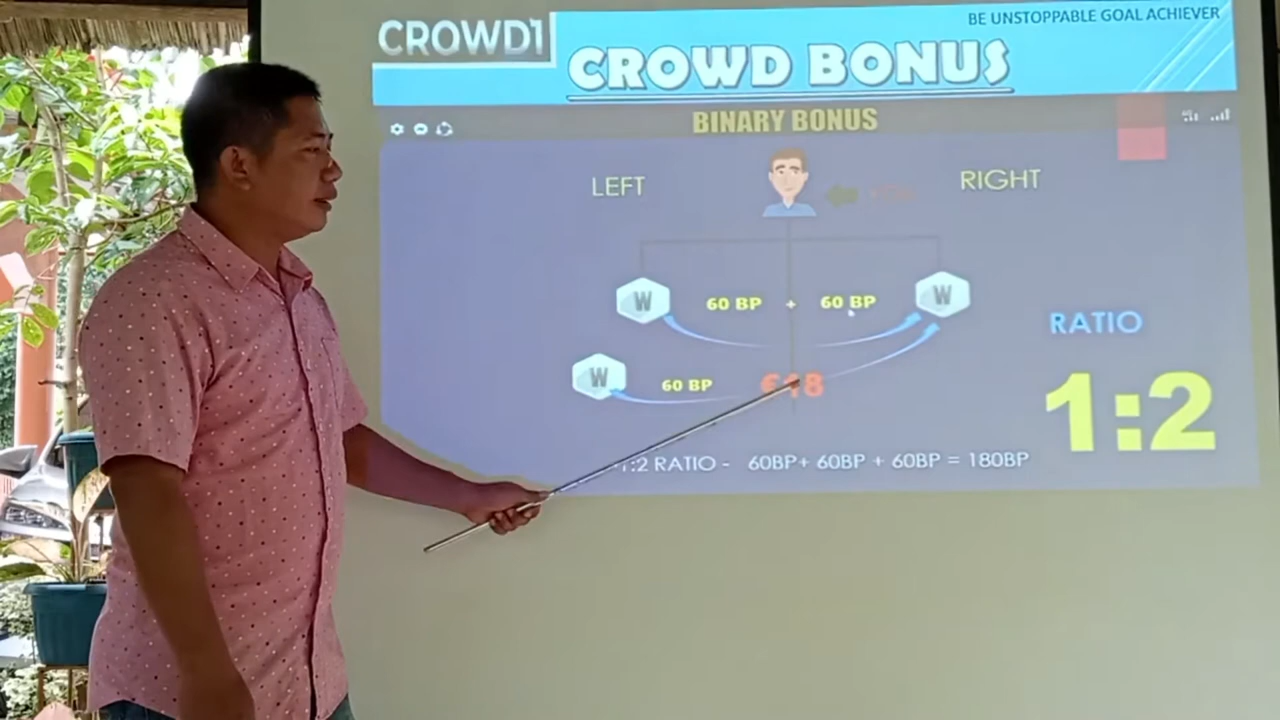 CROWD1
BE UNSTOPPABLE GOAL ACHIEVER
CROWD BONUS
BINARY BONUS
LEFT
RIGHT
W
60 BP + 60 BP
W
RATIO
W
60 BP
€18
1:2
1:2 RATIO - 60BP+ 60BP + 60BP = 180BP